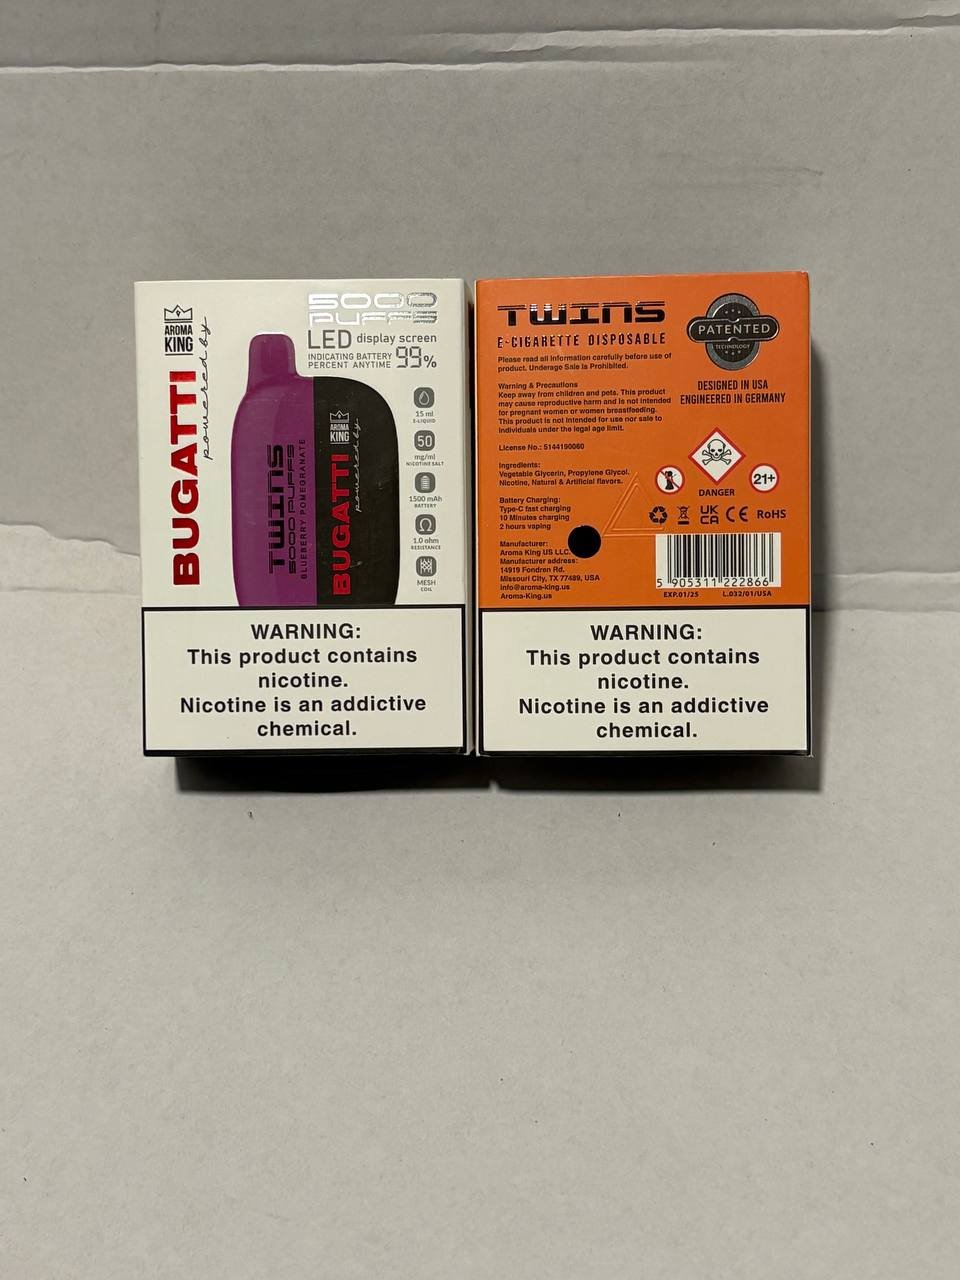 AROMA
KING
BUGATTI
powered by
5000
PUFFS
LED display screen
INDICATING BATTERY
PERCENT ANYTIME 99%
15 ml
E-LIQUID
50
mg/ml
NICOTINE SALT
1500 mAh
BATTERY
1.0 ohm
RESISTANCE
MESH
COIL
TWINS
5000 PUFFS
BLUEBERRY POMEGRANATE
AROMA
KING
BUGATTI
powered by
WARNING:
This product contains
nicotine.
Nicotine is an addictive
chemical.
TWINS
E-CIGARETTE DISPOSABLE
Please read all information carefully before use of
product. Underage Sale is Prohibited.
Warning & Precautions
Keep away from children and pets. This product
may cause reproductive harm and is not intended
for pregnant women or women breastfeeding.
This product is not intended for use nor sale to
individuals under the legal age limit.
License No.: 5144190060
Ingredients:
Vegetable Glycerin, Propylene Glycol.
Nicotine, Natural & Artificial flavors.
Battery Charging:
Type-C fast charging
10 Minutes charging
2 hours vaping
Manufacturer:
Aroma King US LLC.
Manufacturer address:
14919 Fondren Rd.
Missouri City, TX 77489, USA
info@aroma-king.us
Aroma-King.us
PATENTED
TECHNOLOGY
DESIGNED IN USA
ENGINEERED IN GERMANY
DANGER
21+
UK
CA CE RoHS
5 905311 222866
EXP.01/25 L.032/01/USA
WARNING:
This product contains
nicotine.
Nicotine is an addictive
chemical.